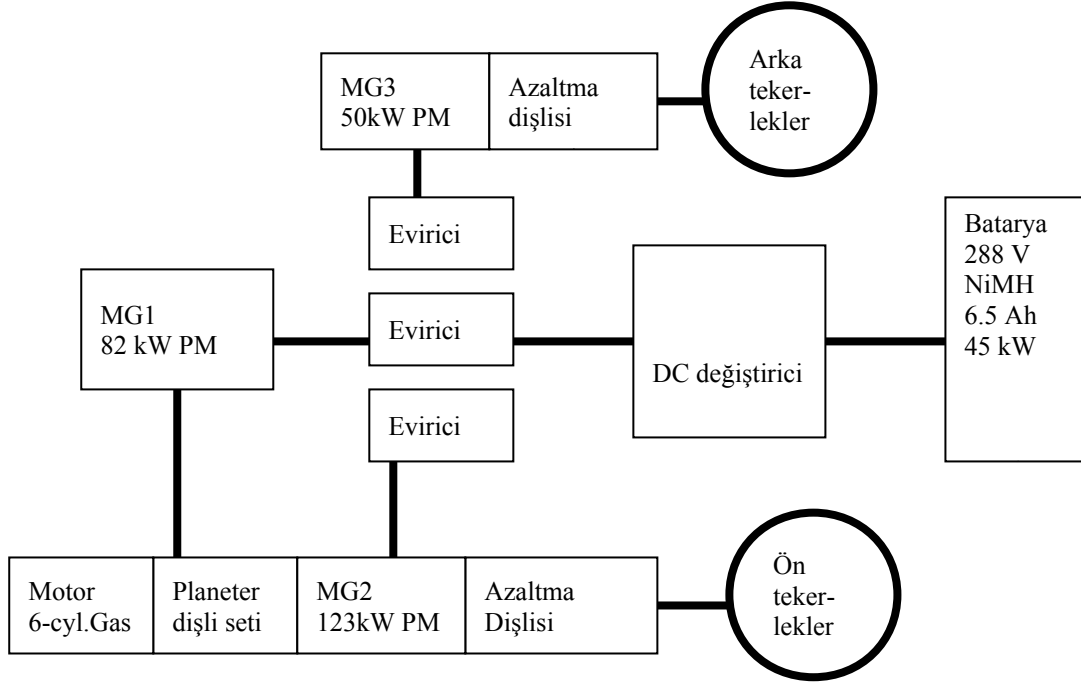 MG3
50kW PM
Azaltma
dişlisi
Arka
teker-
lekler
Evirici
Batarya
288 V
NiMH
6.5 Ah
45 kW
MG1
82 kW PM
Evirici
DC değiştirici
Evirici
Motor
6-cyl.Gas
Planeter
dişli seti
MG2
123kW PM
Azaltma
Dişlisi
Ön
teker-
lekler